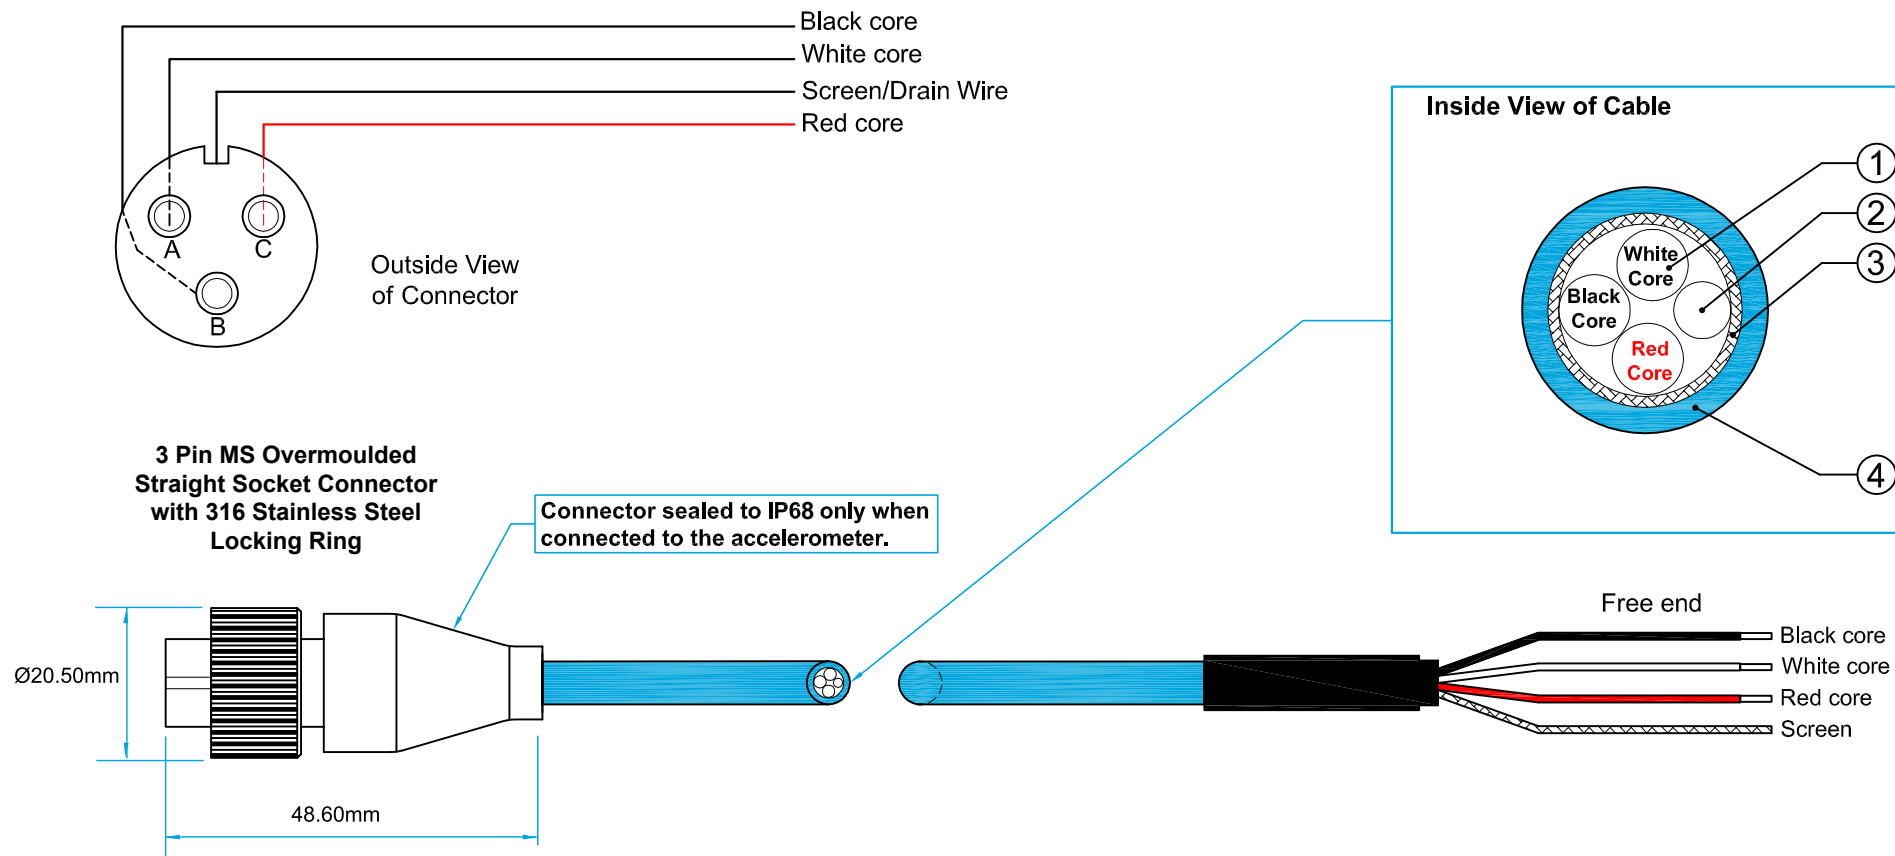 Black core
White core
Screen/Drain Wire
Red core
A
C
B
Outside View
of Connector
Inside View of Cable
1
2
3
4
White
Core
Black
Core
Red
Core
3 Pin MS Overmoulded
Straight Socket Connector
with 316 Stainless Steel
Locking Ring
Connector sealed to IP68 only when
connected to the accelerometer.
Ø20.50mm
48.60mm
Free end
Black core
White core
Red core
Screen